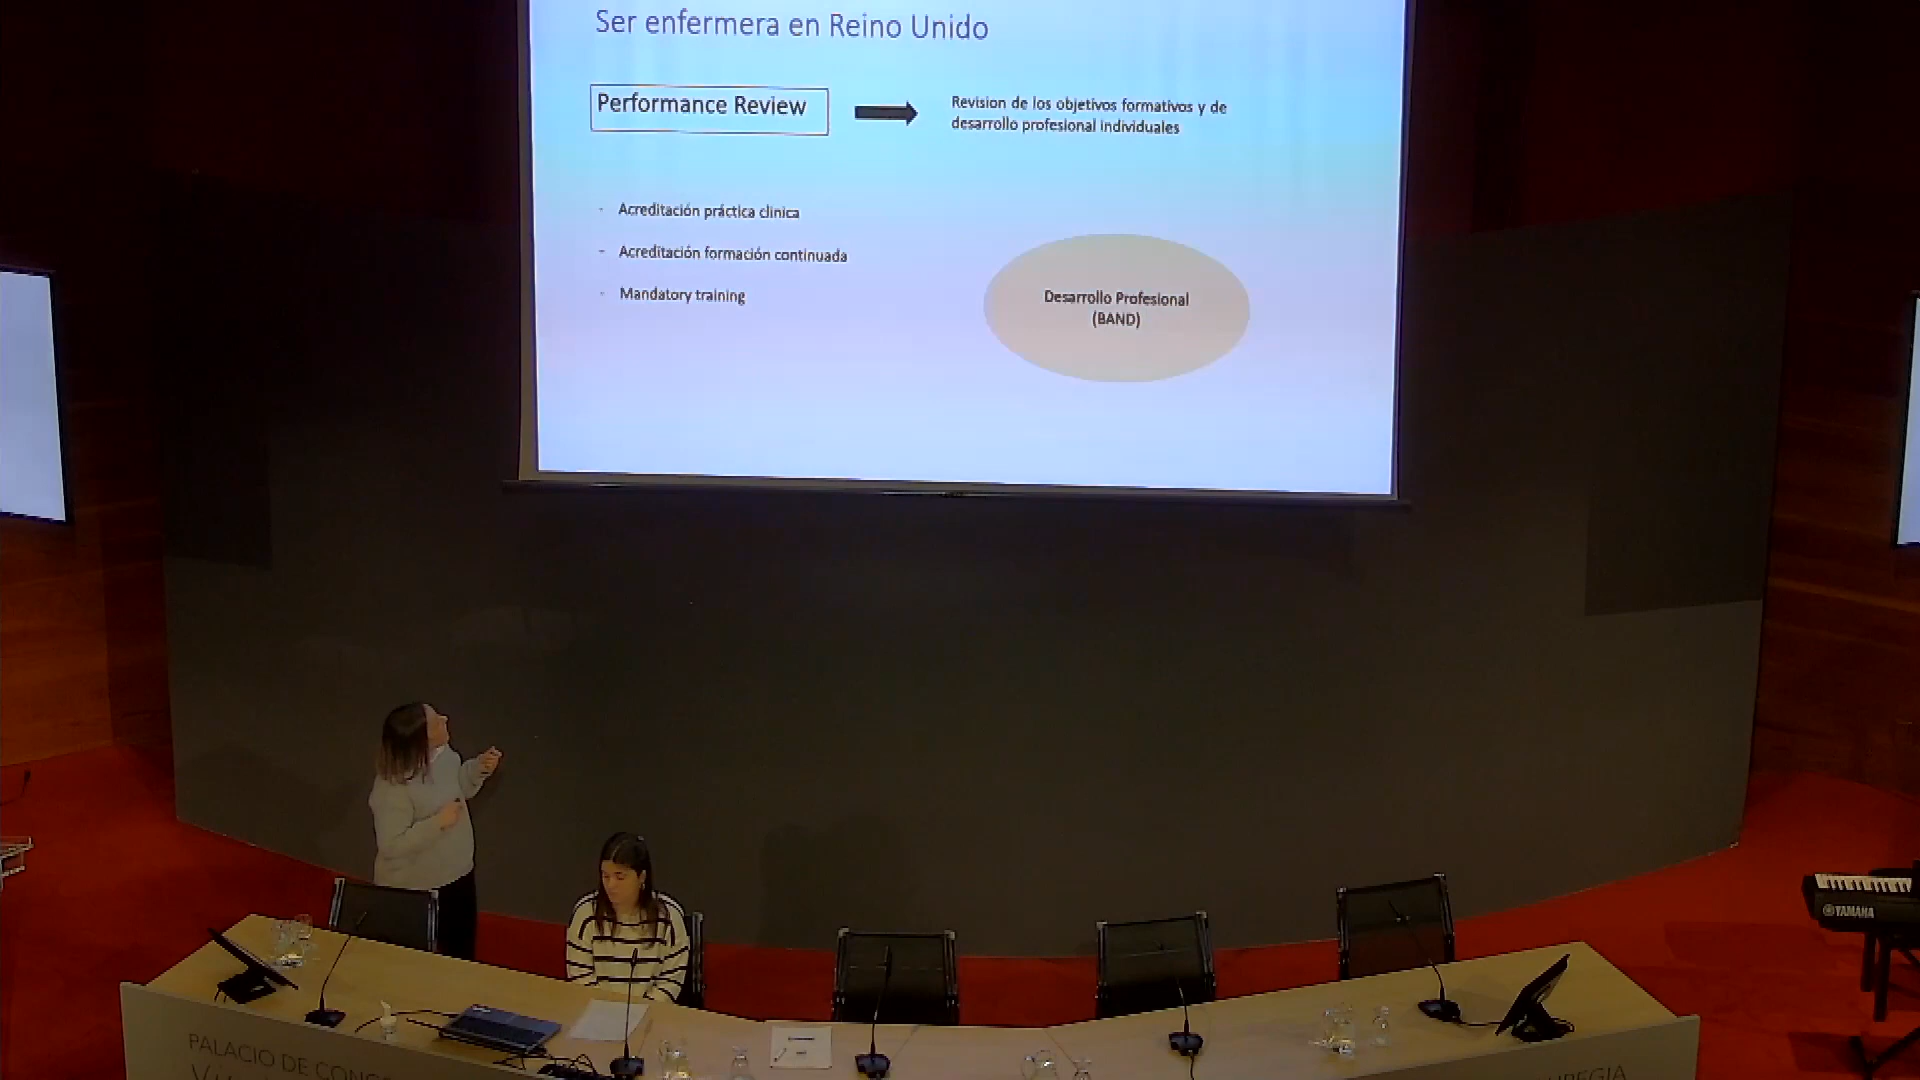 Ser enfermera en Reino Unido
Performance Review
Revision de los objetivos formativos y de
desarrollo profesional individuales
- Acreditación práctica clinica
- Acreditación formación continuada
- Mandatory training
Desarrollo Profesional
(BAND)
YAMAHA
PALACIO DE CONG